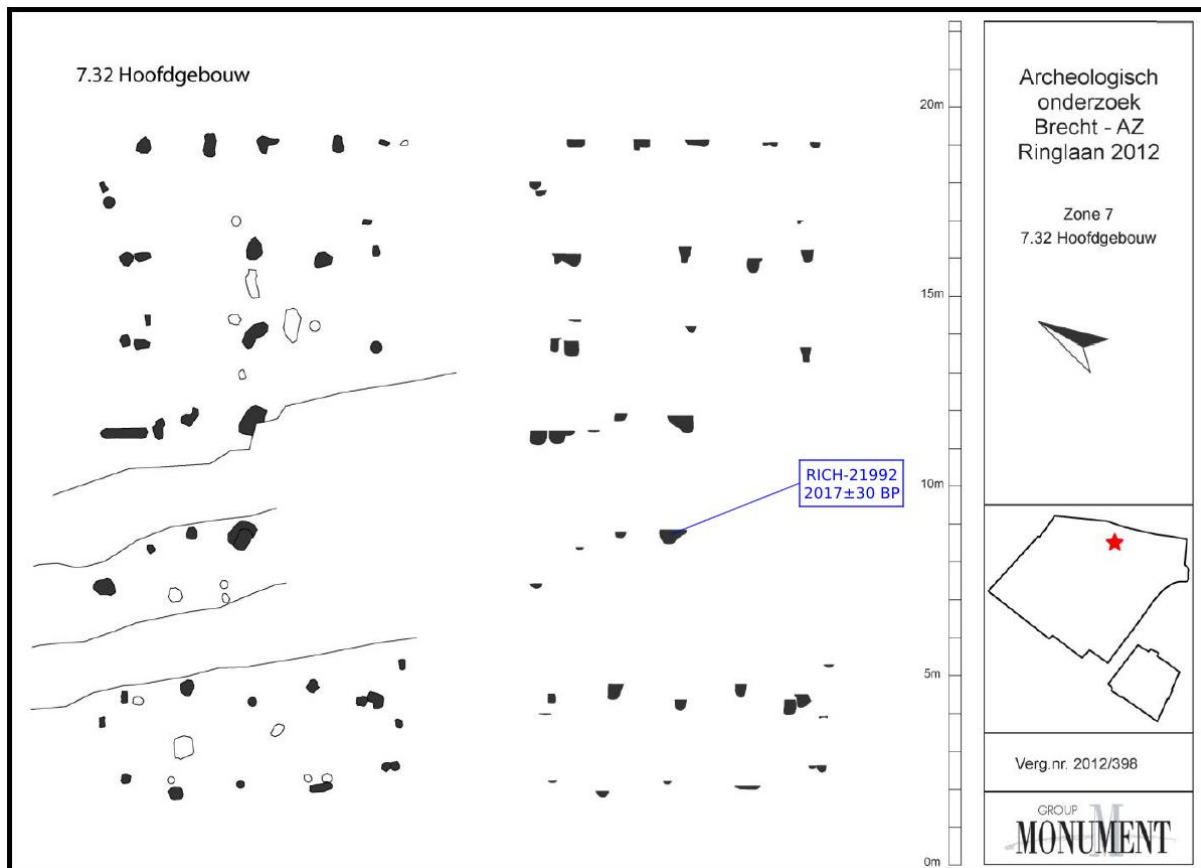 7.32 Hoofdgebouw
20m
15m
10m
5m
0m
RICH-21992
2017±30 BP
Archeologisch
onderzoek
Brecht - AZ
Ringlaan 2012
Zone 7
7.32 Hoofdgebouw
Verg.nr. 2012/398
GROUP
M
MONUMENT